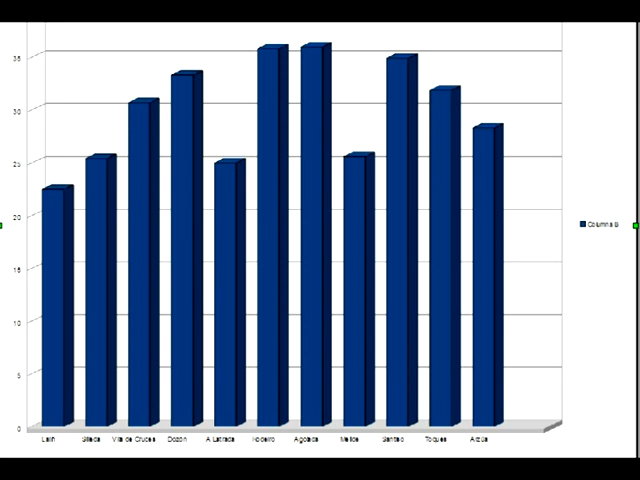 35
30
25
20
15
10
5
0
Lalín
Silleda
Vila de Cruces
Dozón
A Estrada
Rodeiro
Agolada
Melide
Santiso
Toques
Arzúa
Columna B